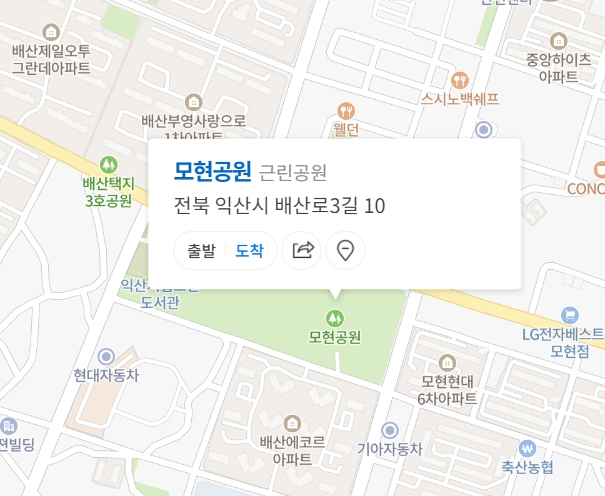 배산제일오투
그란데아파트
중앙하이츠
아파트
스시노백쉐프
웰던
배산부영사랑으로
1차아파트
배산택지
3호공원
CONC
모현공원 근린공원
전북 익산시 배산로3길 10
출발 도착
도서관
모현공원
LG전자베스트
모현점
현대자동차
모현현대
6차아파트
배산에코르
아파트
기아자동차
션빌딩
축산농협